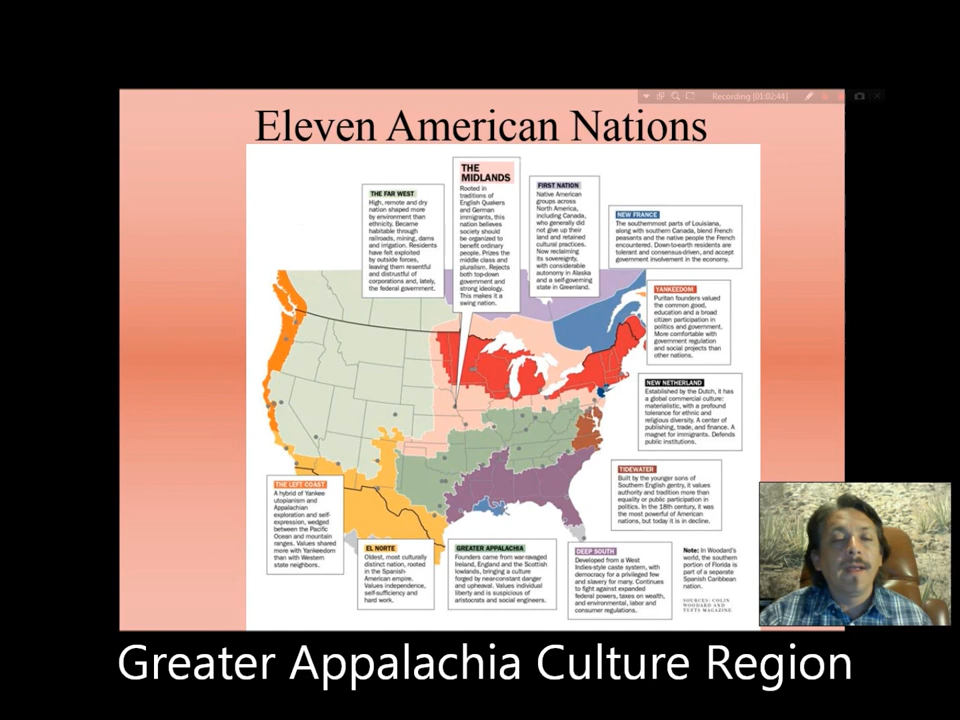 Recording [01:02:44]
Eleven American Nations
THE
MIDLANDS
Rooted in
traditions of
English Quakers
and German
immigrants, this
nation believes
society should
be organized to
benefit ordinary
people. Prizes the
middle class and
pluralism. Rejects
both top-down
government and
strong ideology.
This makes it a
swing nation.
THE FAR WEST
High, remote and dry
nation shaped more
by environment than
ethnicity. Became
habitable through
railroads, mining, dams
and irrigation. Residents
have felt exploited
by outside forces,
leaving them resentful
and distrustful of
corporations and, lately,
the federal government.
FIRST NATION
Native American
groups across
North America,
including Canada,
who generally did
not give up their
land and retained
cultural practices.
Now reclaiming
its sovereignty,
with considerable
autonomy in Alaska
and a self-governing
state in Greenland.
NEW FRANCE
The southernmost parts of Louisiana,
along with southern Canada, blend French
peasants and the native people the French
encountered. Down-to-earth residents are
tolerant and consensus-driven, and accept
government involvement in the economy.
YANKEEDOM
Puritan founders valued
the common good,
education and a broad
citizen participation in
politics and government.
More comfortable with
government regulation
and social projects than
other nations.
NEW NETHERLAND
Established by the Dutch, it has
a global commercial culture:
materialistic, with a profound
tolerance for ethnic and
religious diversity. A center of
publishing, trade, and finance. A
magnet for immigrants. Defends
public institutions.
TIDEWATER
Built by the younger sons of
Southern English gentry, it values
authority and tradition more than
equality or public participation in
politics. In the 18th century, it was
the most powerful of American
nations, but today it is in decline.
THE LEFT COAST
A hybrid of Yankee
utopianism and
Appalachian
exploration and self-
expression, wedged
between the Pacific
Ocean and mountain
ranges. Values shared
more with Yankeedom
than with Western
state neighbors.
EL NORTE
Oldest, most culturally
distinct nation, rooted
in the Spanish-
American empire.
Values independence,
self-sufficiency and
hard work.
GREATER APPALACHIA
Founders came from war-ravaged
Ireland, England and the Scottish
lowlands, bringing a culture
forged by near-constant danger
and upheaval. Values individual
liberty and is suspicious of
aristocrats and social engineers.
DEEP SOUTH
Developed from a West
Indies-style caste system, with
democracy for a privileged few
and slavery for many. Continues
to fight against expanded
federal powers, taxes on wealth,
and environmental, labor and
consumer regulations.
Note: In Woodard's
world, the southern
portion of Florida is
part of a separate
Spanish Caribbean
nation.
SOURCES: COLIN
WOODARD AND
TUFTS MAGAZINE
Greater Appalachia Culture Region